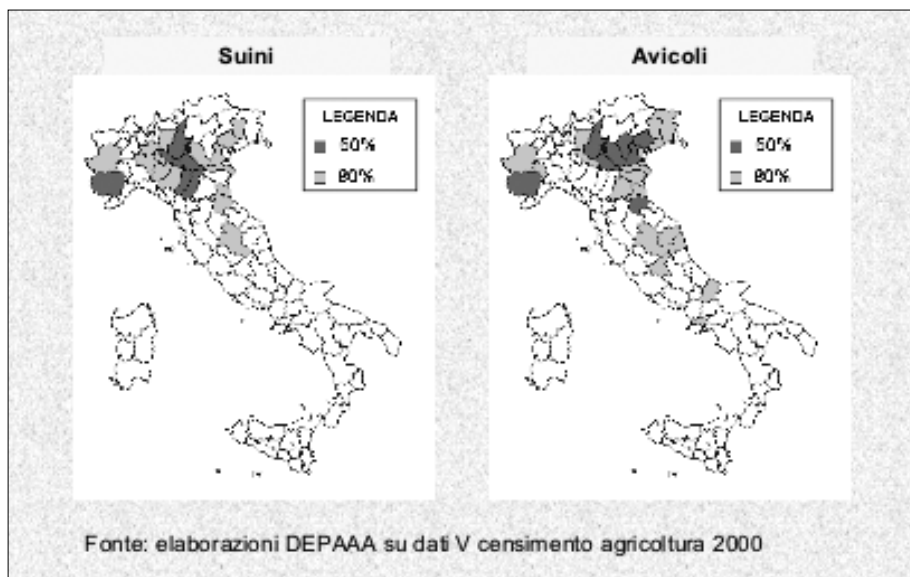 Suini
Avicoli
LEGENDA
50%
80%
LEGENDA
50%
80%
Fonte: elaborazioni DEPAAA su dati V censimento agricoltura 2000